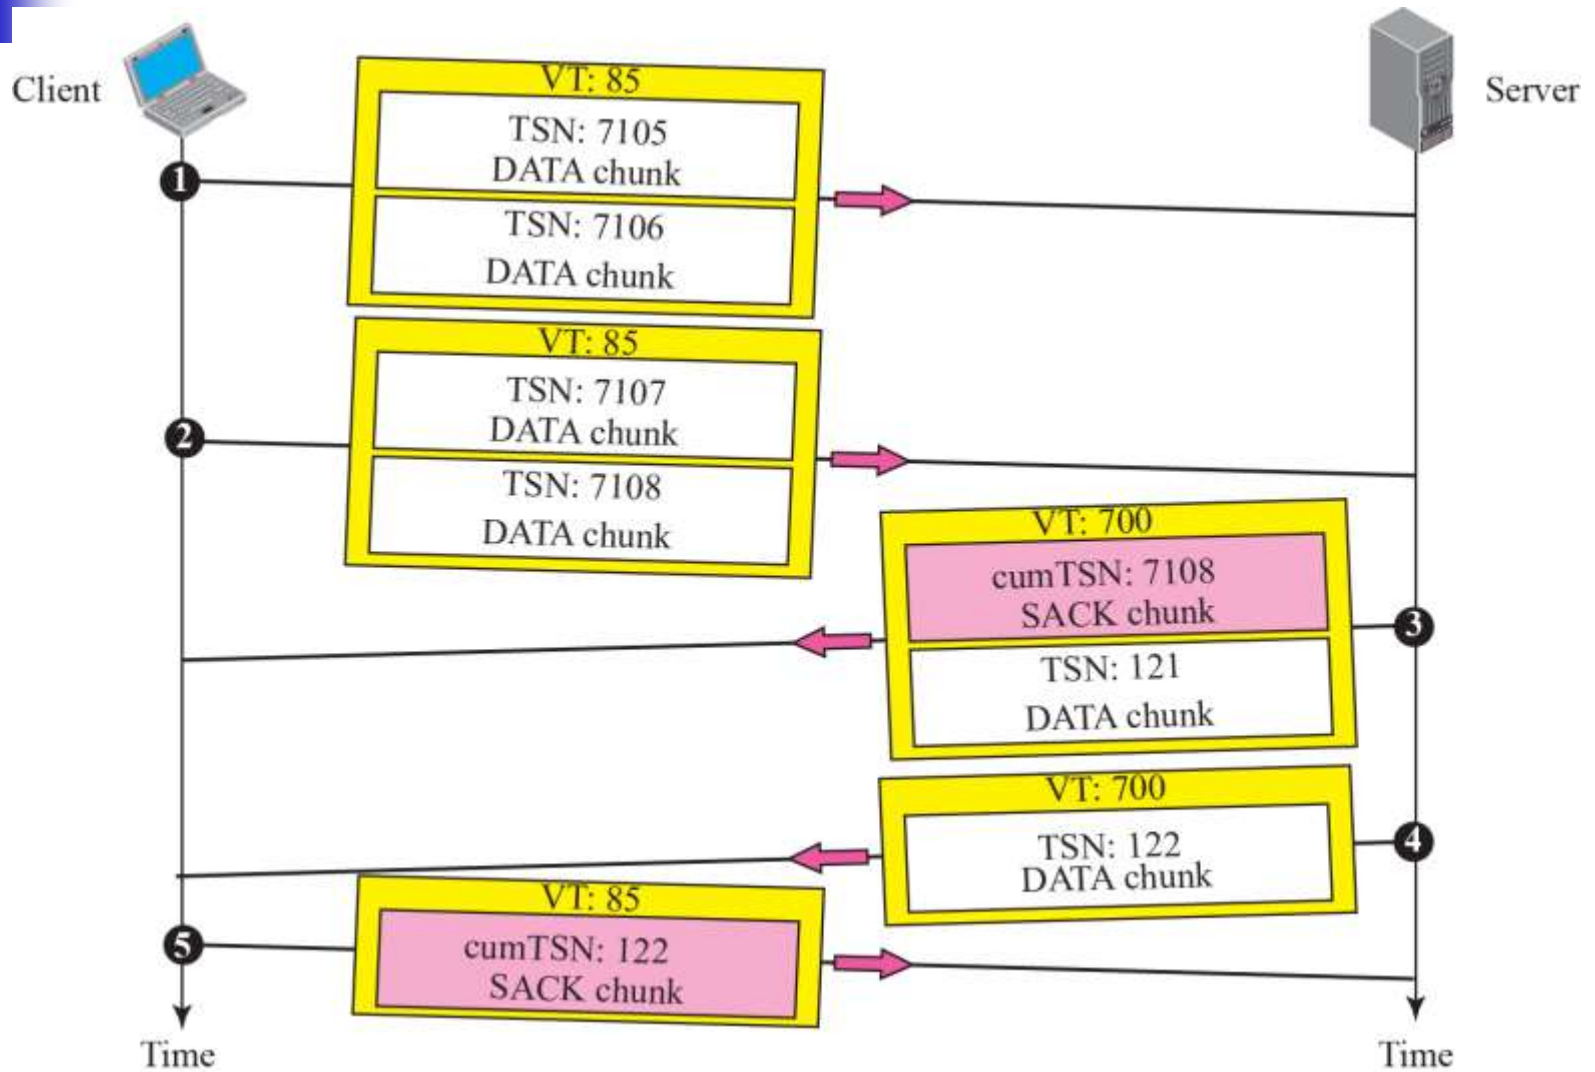 Client
Server
VT: 85
TSN: 7105
DATA chunk
1
TSN: 7106
DATA chunk
VT: 85
TSN: 7107
DATA chunk
2
TSN: 7108
DATA chunk
VT: 700
cumTSN: 7108
SACK chunk
3
TSN: 121
DATA chunk
VT: 700
TSN: 122
DATA chunk
4
VT: 85
cumTSN: 122
SACK chunk
5
Time
Time